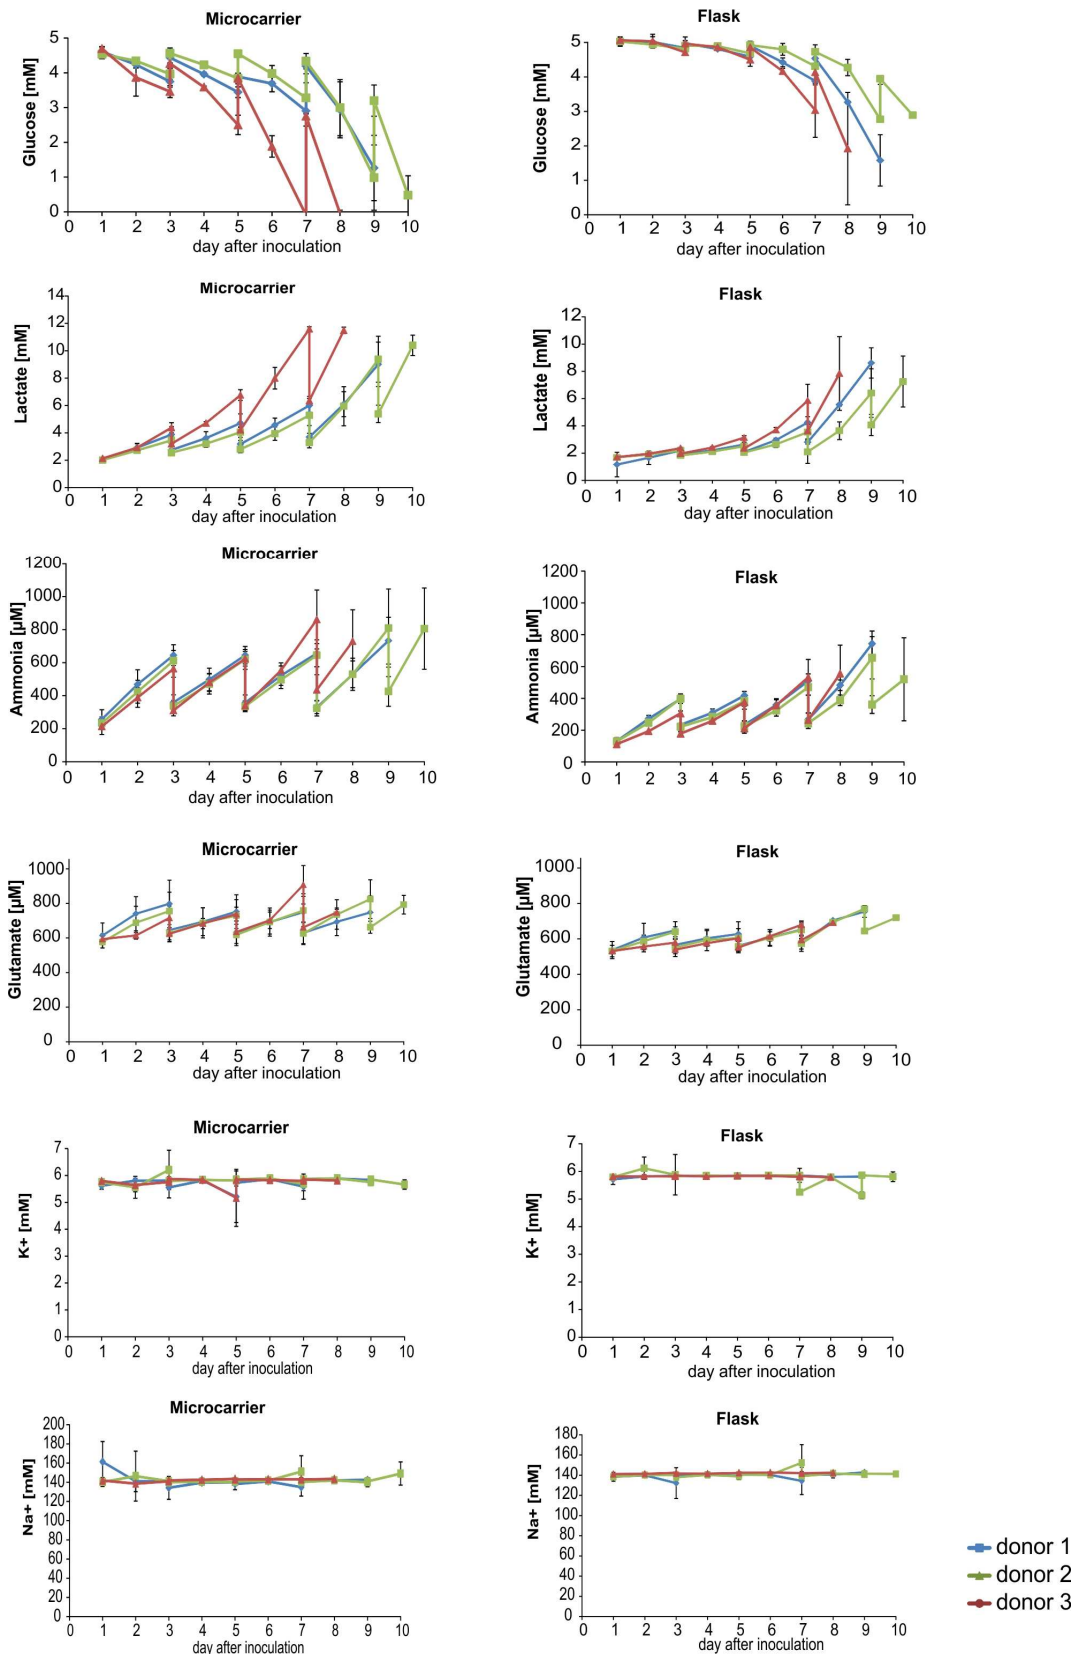 Microcarrier
Glucose [mM]
5
4
3
2
1
0
0 1 2 3 4 5 6 7 8 9 10
day after inoculation
Flask
Glucose [mM]
5
4
3
2
1
0
0 1 2 3 4 5 6 7 8 9 10
day after inoculation
Microcarrier
Lactate [mM]
14
12
10
8
6
4
2
0
0 1 2 3 4 5 6 7 8 9 10
day after inoculation
Flask
Lactate [mM]
12
10
8
6
4
2
0
0 1 2 3 4 5 6 7 8 9 10
day after inoculation
Microcarrier
Ammonia [µM]
1200
1000
800
600
400
200
0
0 1 2 3 4 5 6 7 8 9 10
day after inoculation
Flask
Ammonia [µM]
1200
1000
800
600
400
200
0
0 1 2 3 4 5 6 7 8 9 10
day after inoculation
Microcarrier
Glutamate [µM]
1000
800
600
400
200
0
0 1 2 3 4 5 6 7 8 9 10
day after inoculation
Flask
Glutamate [µM]
1000
800
600
400
200
0
0 1 2 3 4 5 6 7 8 9 10
day after inoculation
Microcarrier
K+ [mM]
7
6
5
4
3
2
1
0
0 1 2 3 4 5 6 7 8 9 10
day after inoculation
Flask
K+ [mM]
7
6
5
4
3
2
1
0
0 1 2 3 4 5 6 7 8 9 10
day after inoculation
Microcarrier
Na+ [mM]
200
180
160
140
120
100
80
60
40
20
0
0 1 2 3 4 5 6 7 8 9 10
day after inoculation
Flask
Na+ [mM]
180
160
140
120
100
80
60
40
20
0
0 1 2 3 4 5 6 7 8 9 10
day after inoculation
donor 1
donor 2
donor 3